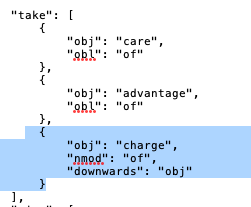 "take": [
{
"obj": "care",
"obl": "of"
},
{
"obj": "advantage",
"obl": "of"
},
{
"obj": "charge",
"nmod": "of",
"downwards": "obj"
}
],